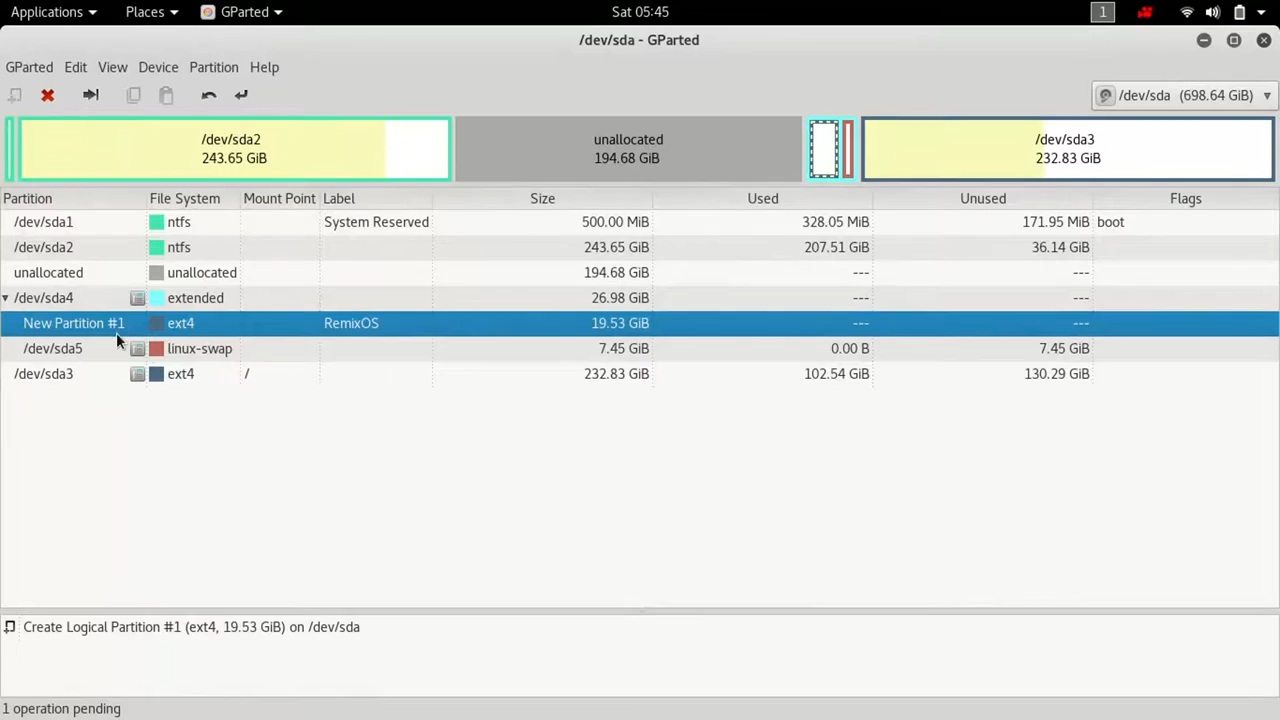 Applications Places GParted Sat 05:45 1
/dev/sda - GParted
GParted Edit View Device Partition Help
/dev/sda (698.64 GiB)
/dev/sda2 unallocated /dev/sda3
243.65 GiB 194.68 GiB 232.83 GiB
Partition File System Mount Point Label Size Used Unused Flags
/dev/sda1 ntfs System Reserved 500.00 MiB 328.05 MiB 171.95 MiB boot
/dev/sda2 ntfs 243.65 GiB 207.51 GiB 36.14 GiB
unallocated unallocated 194.68 GiB --- ---
/dev/sda4 extended 26.98 GiB --- ---
New Partition #1 ext4 RemixOS 19.53 GiB --- ---
/dev/sda5 linux-swap 7.45 GiB 0.00 B 7.45 GiB
/dev/sda3 ext4 / 232.83 GiB 102.54 GiB 130.29 GiB
Create Logical Partition #1 (ext4, 19.53 GiB) on /dev/sda
1 operation pending